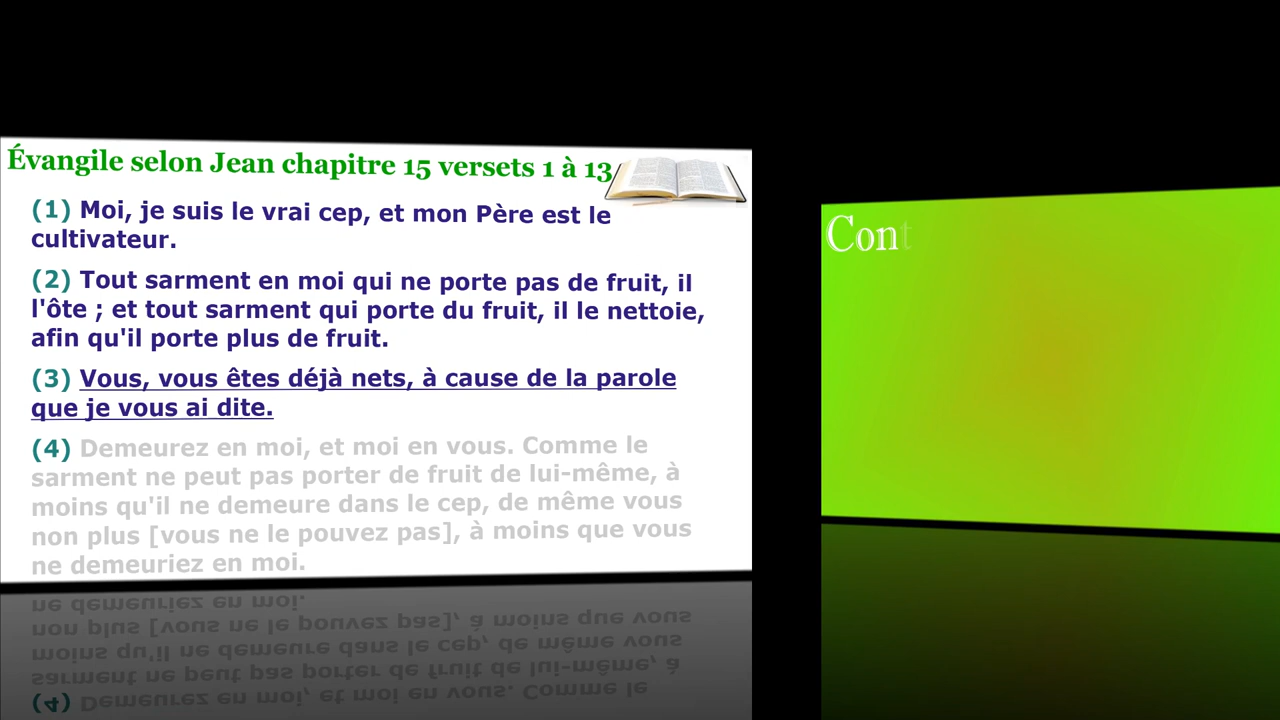 Évangile selon Jean chapitre 15 versets 1 à 13
(1) Moi, je suis le vrai cep, et mon Père est le
cultivateur.
(2) Tout sarment en moi qui ne porte pas de fruit, il
l'ôte ; et tout sarment qui porte du fruit, il le nettoie,
afin qu'il porte plus de fruit.
(3) Vous, vous êtes déjà nets, à cause de la parole
que je vous ai dite.
(4) Demeurez en moi, et moi en vous. Comme le
sarment ne peut pas porter de fruit de lui-même, à
moins qu'il ne demeure dans le cep, de même vous
non plus [vous ne le pouvez pas], à moins que vous
ne demeuriez en moi.
Cont